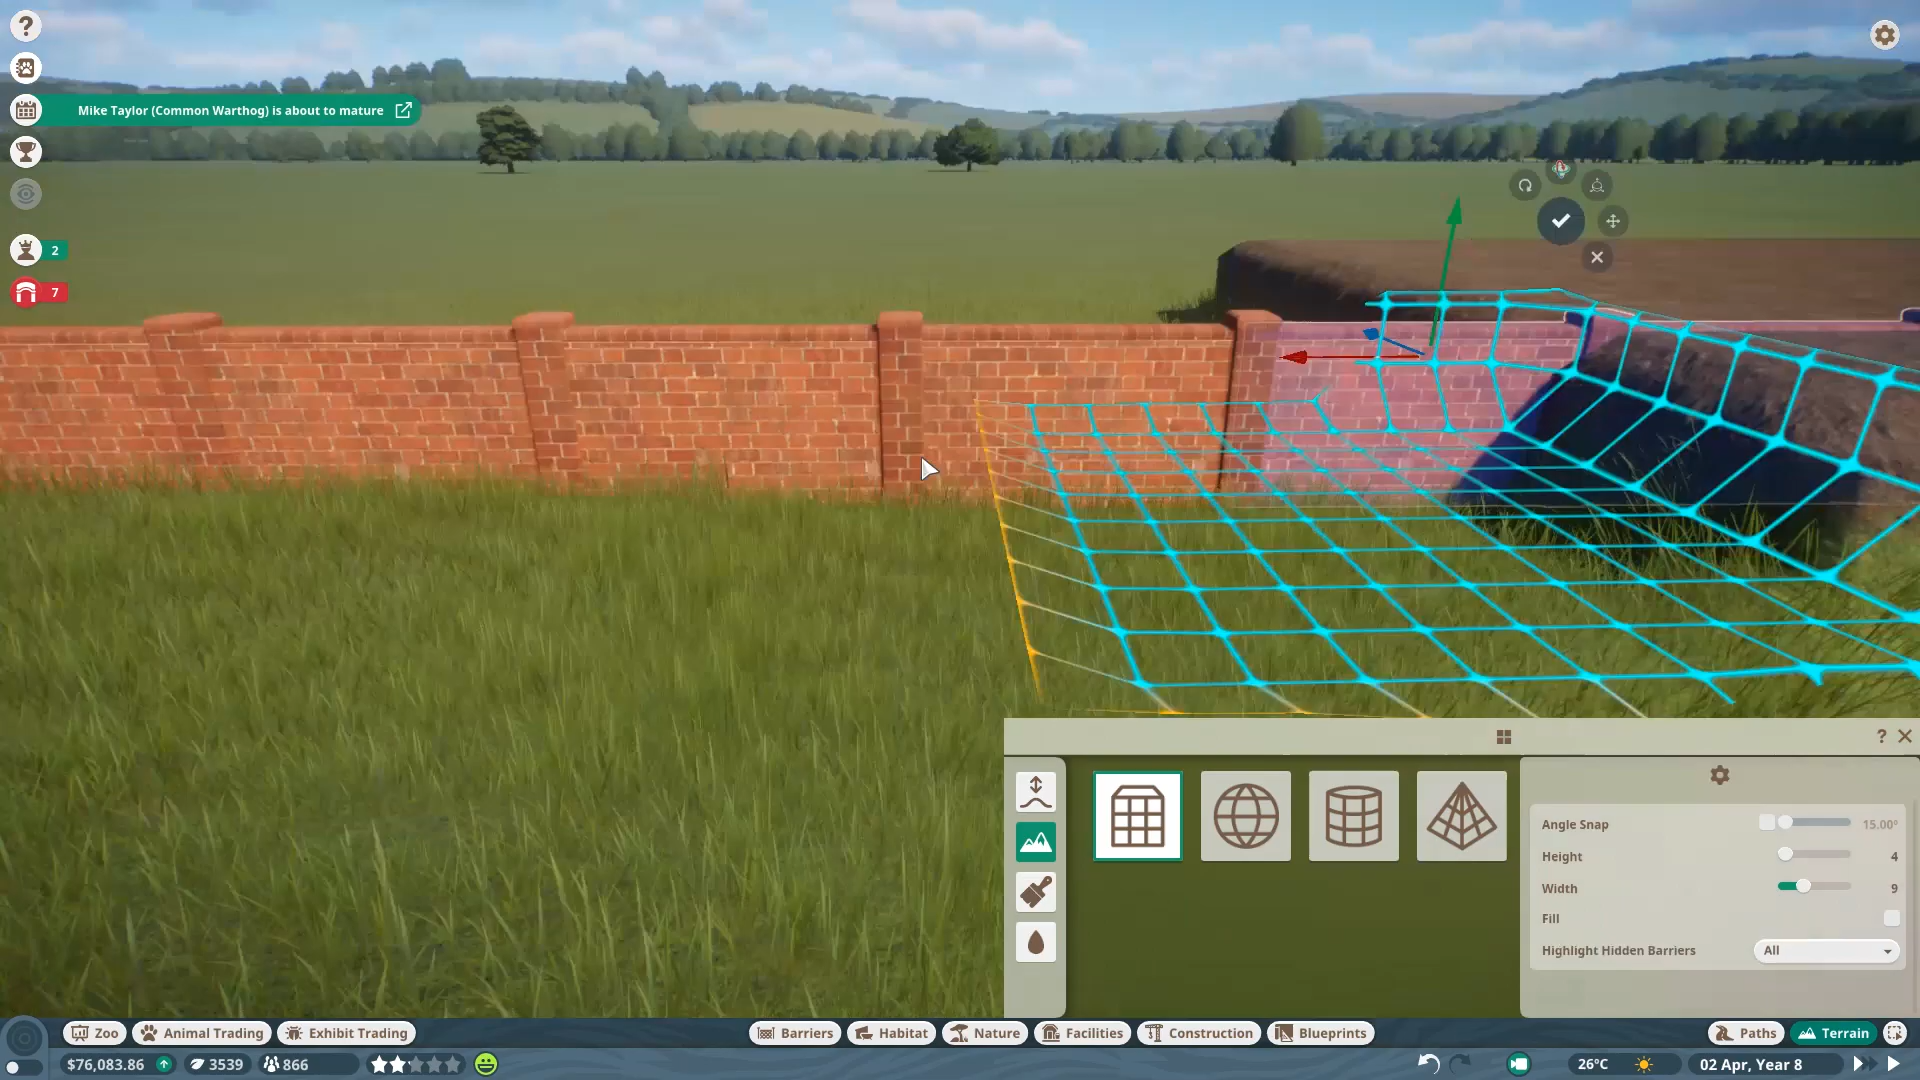 ?
Mike Taylor (Common Warthog) is about to mature
2
7
?
Angle Snap 15.00°
Height 4
Width 9
Fill
Highlight Hidden Barriers All
Zoo Animal Trading Exhibit Trading Barriers Habitat Nature Facilities Construction Blueprints Paths Terrain
$76,083.86 3539 866 26°C 02 Apr, Year 8